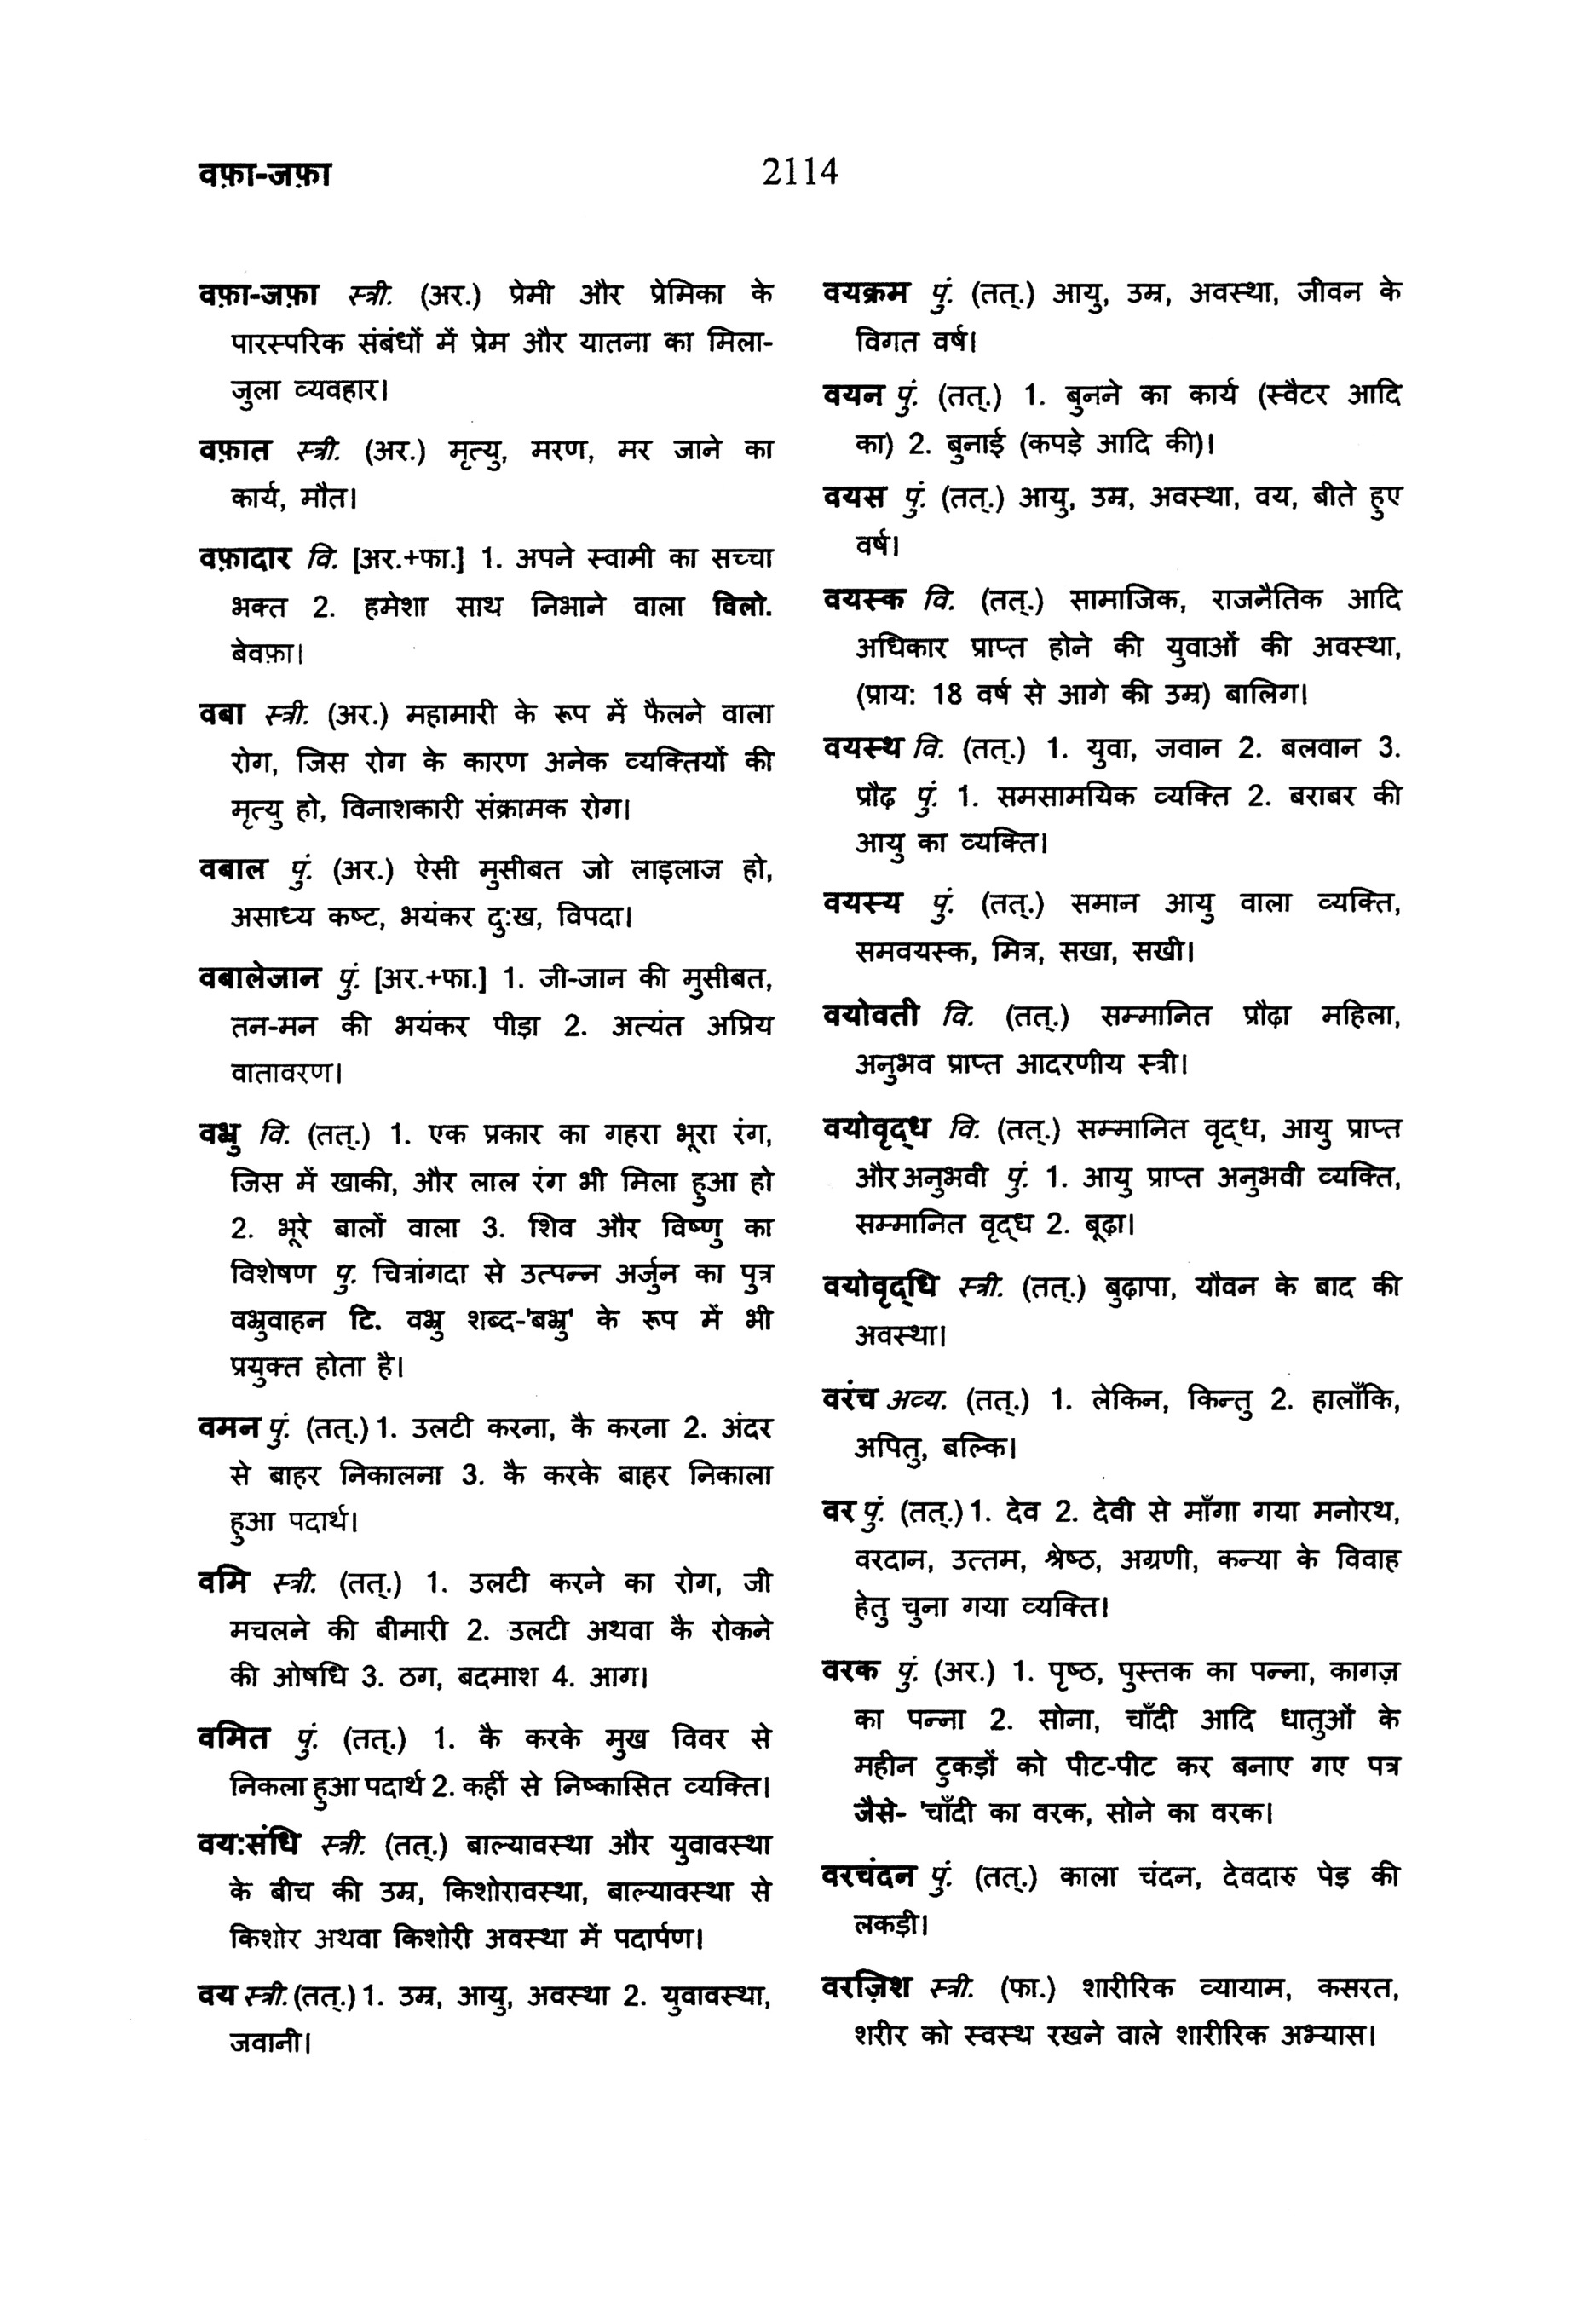 वफ़ा-जफ़ा
2114
वफ़ा-जफ़ा स्त्री. (अर.) प्रेमी और प्रेमिका के
पारस्परिक संबंधों में प्रेम और यातना का मिला-
जुला व्यवहार।
वफ़ात स्त्री. (अर.) मृत्यु, मरण, मर जाने का
कार्य, मौत।
वफ़ादार वि. [अर.+फा.] 1. अपने स्वामी का सच्चा
भक्त 2. हमेशा साथ निभाने वाला विलो.
बेवफ़ा।
वबा स्त्री. (अर.) महामारी के रूप में फैलने वाला
रोग, जिस रोग के कारण अनेक व्यक्तियों की
मृत्यु हो, विनाशकारी संक्रामक रोग।
वबाल पुं. (अर.) ऐसी मुसीबत जो लाइलाज हो,
असाध्य कष्ट, भयंकर दु:ख, विपदा।
वबालेजान पुं. [अर.+फा.] 1. जी-जान की मुसीबत,
तन-मन की भयंकर पीड़ा 2. अत्यंत अप्रिय
वातावरण।
वभ्रु वि. (तत्.) 1. एक प्रकार का गहरा भूरा रंग,
जिस में खाकी, और लाल रंग भी मिला हुआ हो
2. भूरे बालों वाला 3. शिव और विष्णु का
विशेषण पु. चित्रांगदा से उत्पन्न अर्जुन का पुत्र
वभ्रुवाहन टि. वभ्रु शब्द-'बभ्रु' के रूप में भी
प्रयुक्त होता है।
वमन पुं. (तत्.) 1. उलटी करना, कै करना 2. अंदर
से बाहर निकालना 3. कै करके बाहर निकाला
हुआ पदार्थ।
वमि स्त्री. (तत्.) 1. उलटी करने का रोग, जी
मचलने की बीमारी 2. उलटी अथवा कै रोकने
की ओषधि 3. ठग, बदमाश 4. आग।
वमित पुं. (तत्.) 1. कै करके मुख विवर से
निकला हुआ पदार्थ 2. कहीं से निष्कासित व्यक्ति।
वय:संधि स्त्री. (तत्.) बाल्यावस्था और युवावस्था
के बीच की उम्र, किशोरावस्था, बाल्यावस्था से
किशोर अथवा किशोरी अवस्था में पदार्पण।
वय स्त्री. (तत्.) 1. उम्र, आयु, अवस्था 2. युवावस्था,
जवानी।
वयक्रम पुं. (तत्.) आयु, उम्र, अवस्था, जीवन के
विगत वर्ष।
वयन पुं. (तत्.) 1. बुनने का कार्य (स्वैटर आदि
का) 2. बुनाई (कपड़े आदि की)।
वयस पुं. (तत्.) आयु, उम्र, अवस्था, वय, बीते हुए
वर्ष।
वयस्क वि. (तत्.) सामाजिक, राजनैतिक आदि
अधिकार प्राप्त होने की युवाओं की अवस्था,
(प्राय: 18 वर्ष से आगे की उम्र) बालिग।
वयस्थ वि. (तत्.) 1. युवा, जवान 2. बलवान 3.
प्रौढ़ पुं. 1. समसामयिक व्यक्ति 2. बराबर की
आयु का व्यक्ति।
वयस्य पुं. (तत्.) समान आयु वाला व्यक्ति,
समवयस्क, मित्र, सखा, सखी।
वयोवती वि. (तत्.) सम्मानित प्रौढ़ा महिला,
अनुभव प्राप्त आदरणीय स्त्री।
वयोवृद्ध वि. (तत्.) सम्मानित वृद्ध, आयु प्राप्त
और अनुभवी पुं. 1. आयु प्राप्त अनुभवी व्यक्ति,
सम्मानित वृद्ध 2. बूढ़ा।
वयोवृद्धि स्त्री. (तत्.) बुढ़ापा, यौवन के बाद की
अवस्था।
वरंच अव्य. (तत्.) 1. लेकिन, किन्तु 2. हालाँकि,
अपितु, बल्कि।
वर पुं. (तत्.) 1. देव 2. देवी से माँगा गया मनोरथ,
वरदान, उत्तम, श्रेष्ठ, अग्रणी, कन्या के विवाह
हेतु चुना गया व्यक्ति।
वरक पुं. (अर.) 1. पृष्ठ, पुस्तक का पन्ना, कागज़
का पन्ना 2. सोना, चाँदी आदि धातुओं के
महीन टुकड़ों को पीट-पीट कर बनाए गए पत्र
जैसे- 'चाँदी का वरक, सोने का वरक।
वरचंदन पुं. (तत्.) काला चंदन, देवदारु पेड़ की
लकड़ी।
वरज़िश स्त्री. (फा.) शारीरिक व्यायाम, कसरत,
शरीर को स्वस्थ रखने वाले शारीरिक अभ्यास।